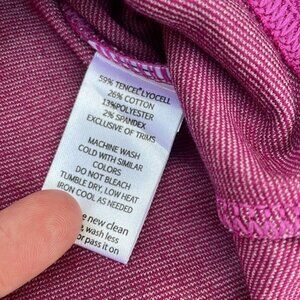 59% TENCEL® LYOCELL
26% COTTON
13%POLYESTER
2% SPANDEX
EXCLUSIVE OF TRIMS
MACHINE WASH
COLD WITH SIMILAR
COLORS
DO NOT BLEACH
TUMBLE DRY, LOW HEAT
IRON COOL AS NEEDED
new clean
, wash less
or pass it on